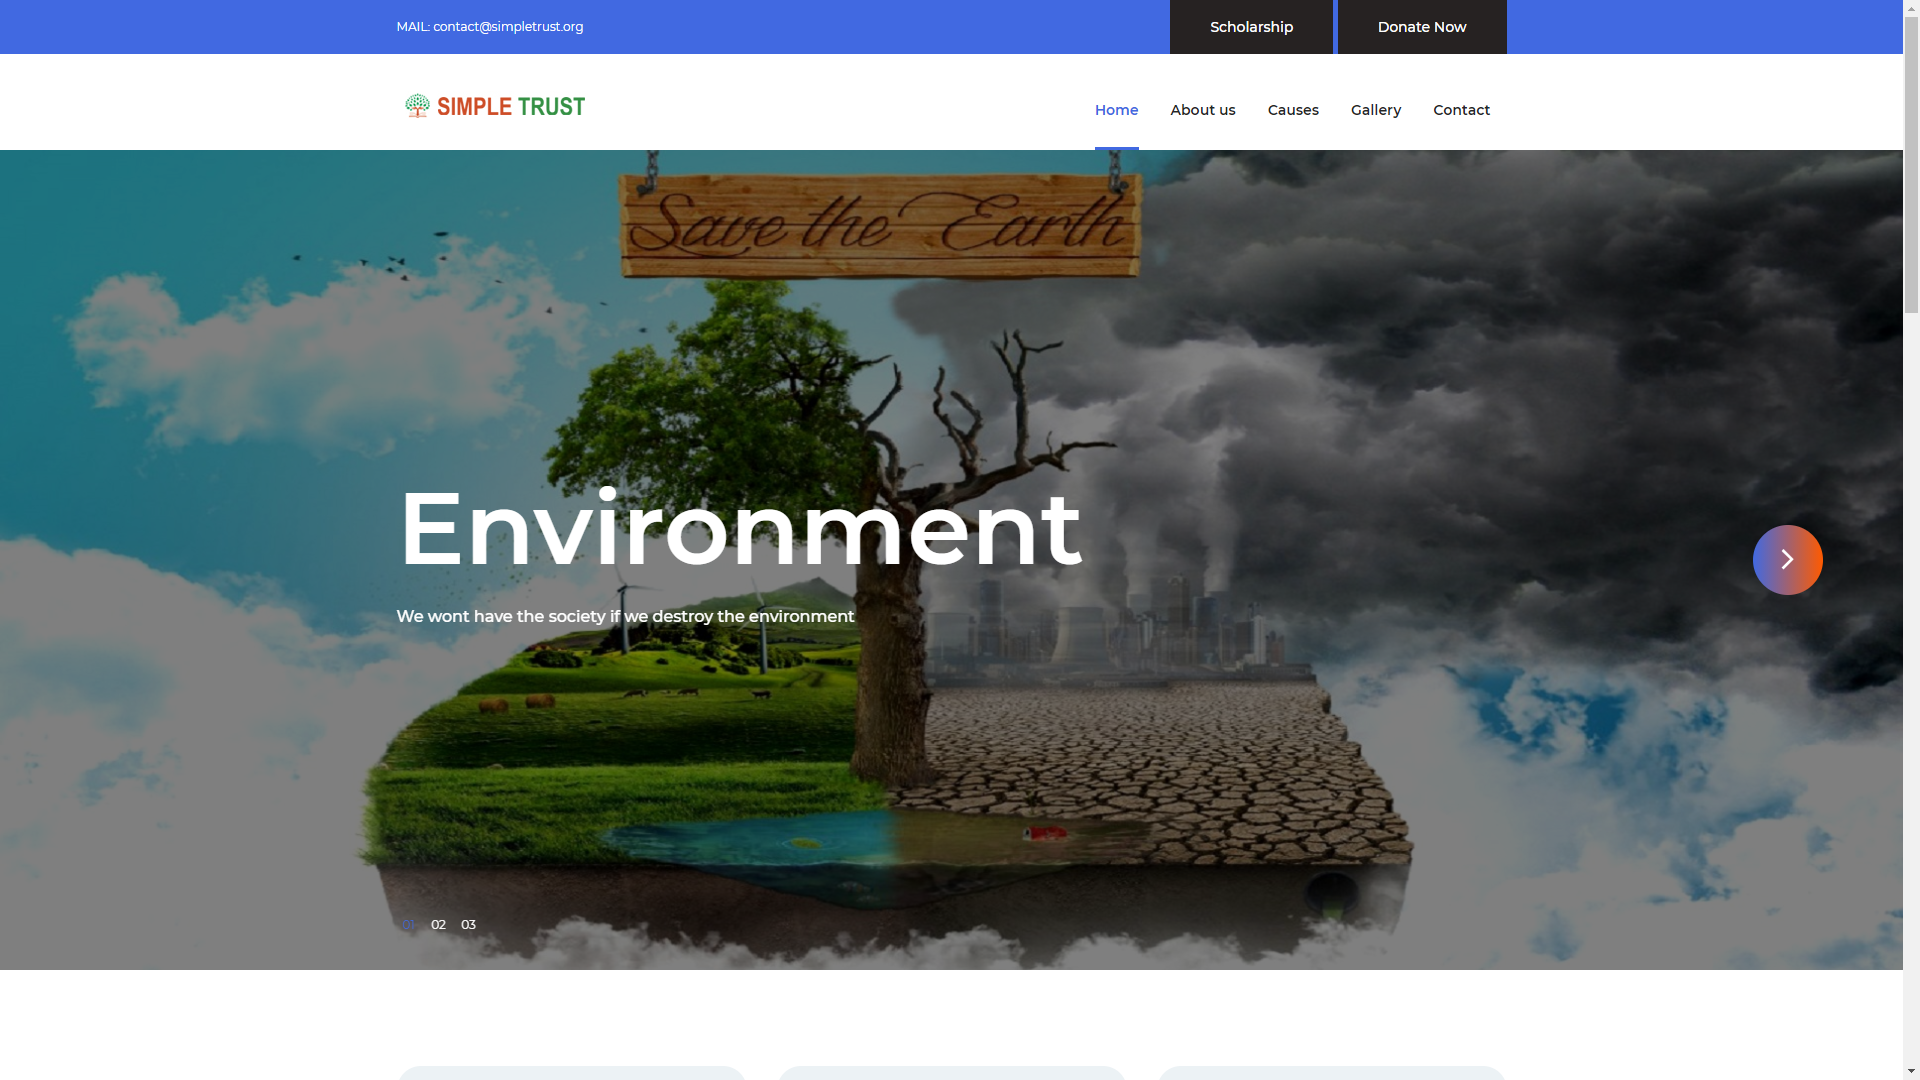 MAIL: contact@simpletrust.org
Scholarship
Donate Now
SIMPLE TRUST
Home
About us
Causes
Gallery
Contact
Save the Earth
Environment
We wont have the society if we destroy the environment
01 02 03